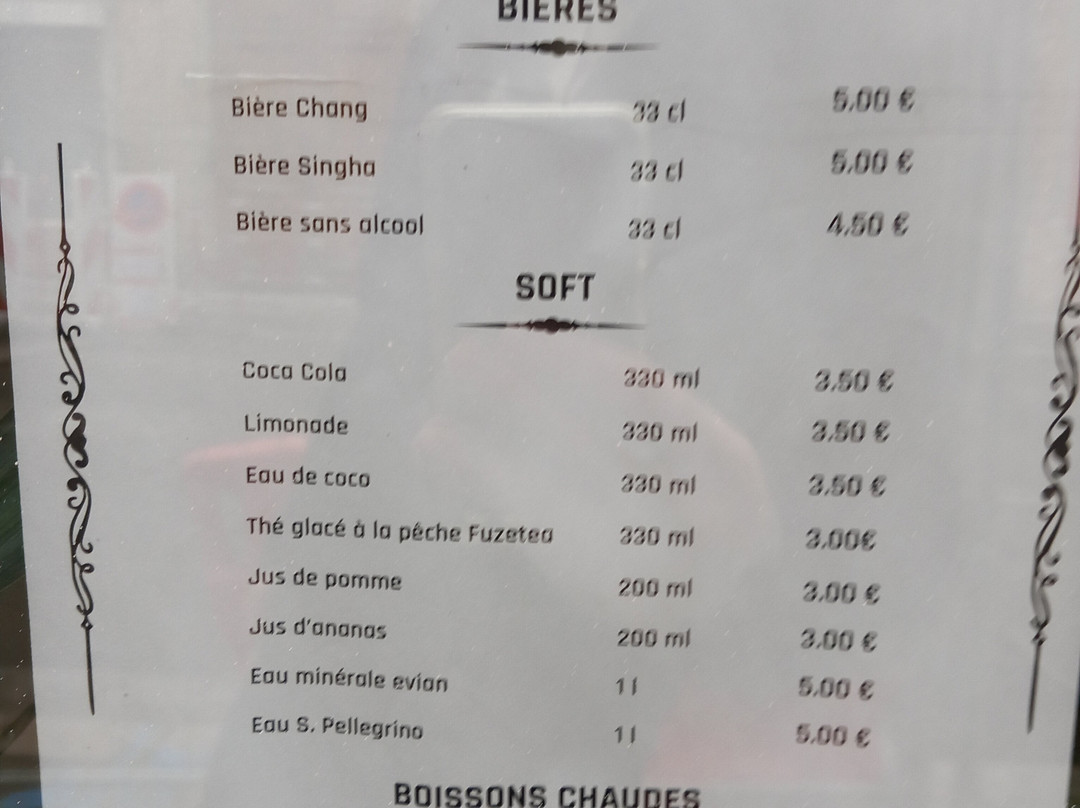 BIÈRES
Bière Chang 33 cl 5.00 €
Bière Singha 33 cl 5.00 €
Bière sans alcool 33 cl 4.50 €
SOFT
Coca Cola 330 ml 3.50 €
Limonade 330 ml 3.50 €
Eau de coco 330 ml 3.50 €
Thé glacé à la pêche Fuzetea 330 ml 3.00€
Jus de pomme 200 ml 3.00 €
Jus d'ananas 200 ml 3.00 €
Eau minérale evian 1 l 5.00 €
Eau S. Pellegrino 1 l 5.00 €
BOISSONS CHAUDES